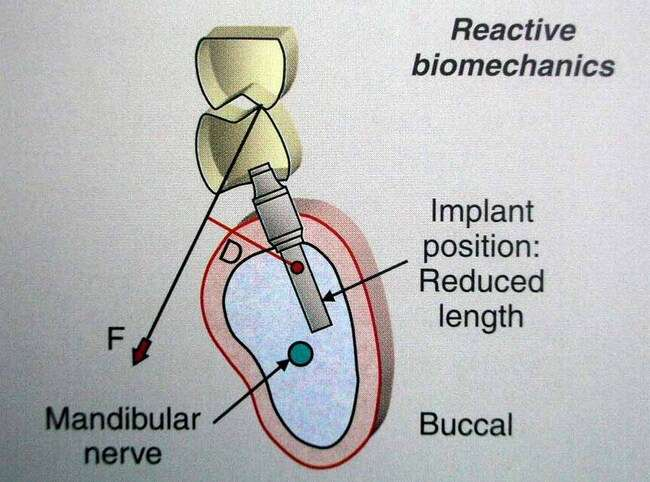 Reactive
biomechanics
Implant
position:
Reduced
length
D
F
Mandibular
nerve
Buccal